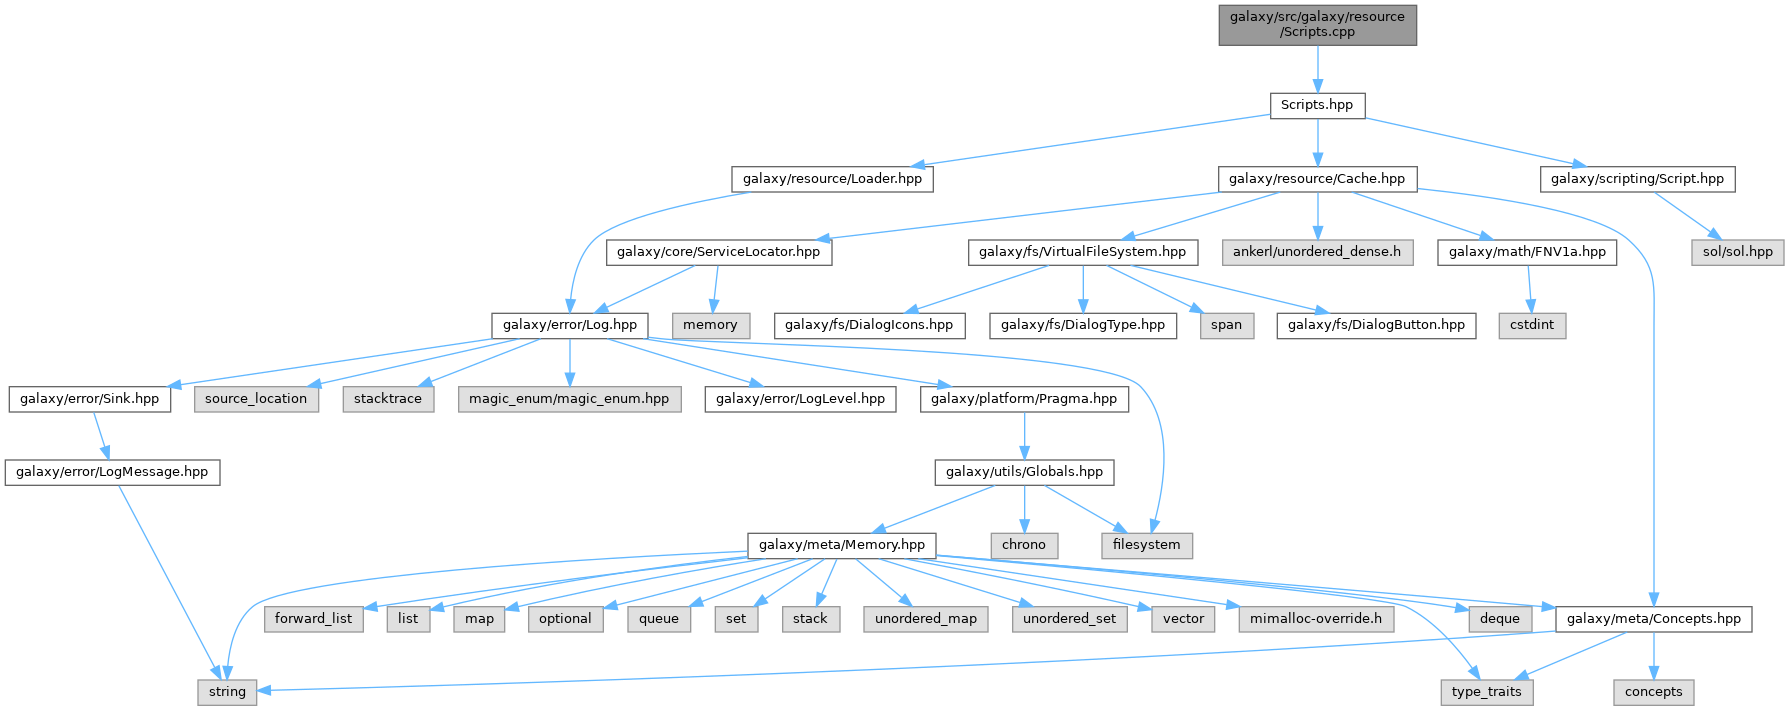 galaxy/src/galaxy/resource
/Scripts.cpp
Scripts.hpp
galaxy/resource/Loader.hpp
galaxy/resource/Cache.hpp
galaxy/scripting/Script.hpp
galaxy/core/ServiceLocator.hpp
galaxy/fs/VirtualFileSystem.hpp
ankerl/unordered_dense.h
galaxy/math/FNV1a.hpp
sol/sol.hpp
galaxy/error/Log.hpp
memory
galaxy/fs/DialogIcons.hpp
galaxy/fs/DialogType.hpp
span
galaxy/fs/DialogButton.hpp
cstdint
galaxy/error/Sink.hpp
source_location
stacktrace
magic_enum/magic_enum.hpp
galaxy/error/LogLevel.hpp
galaxy/platform/Pragma.hpp
galaxy/error/LogMessage.hpp
galaxy/utils/Globals.hpp
galaxy/meta/Memory.hpp
chrono
filesystem
forward_list
list
map
optional
queue
set
stack
unordered_map
unordered_set
vector
mimalloc-override.h
deque
galaxy/meta/Concepts.hpp
string
type_traits
concepts